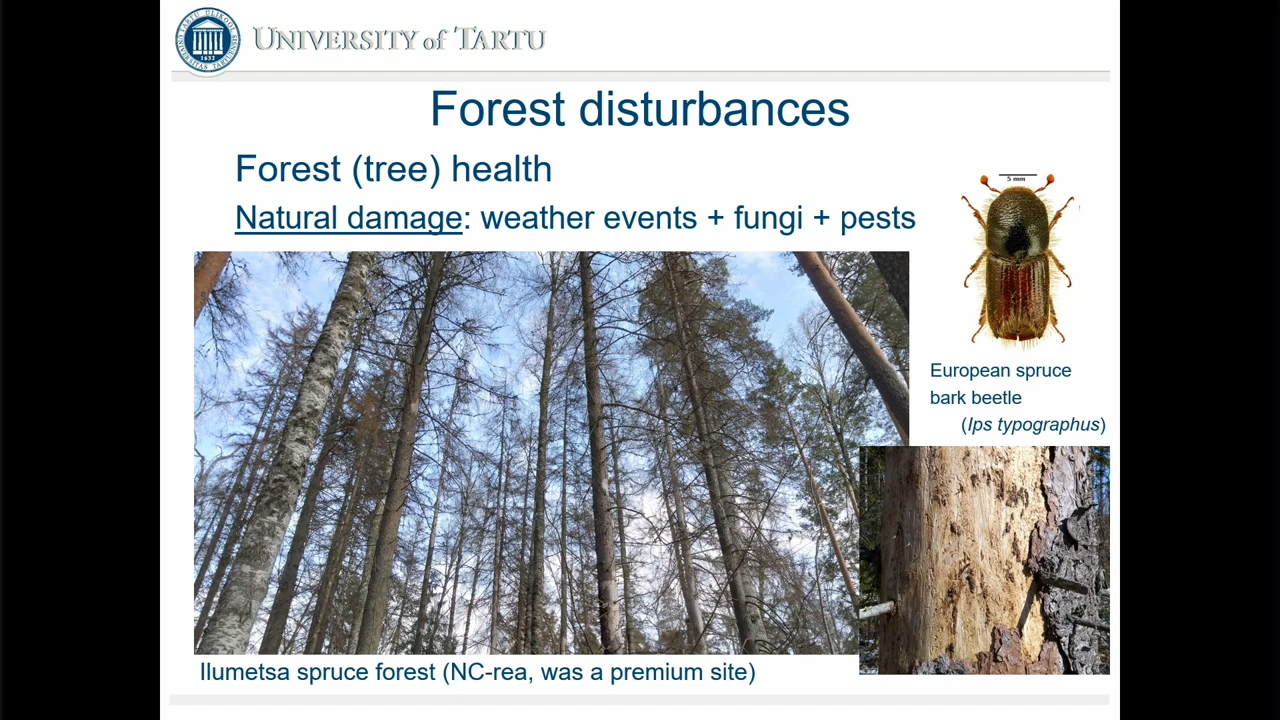 UNIVERSITY of TARTU
1632
Forest disturbances
Forest (tree) health
Natural damage: weather events + fungi + pests
5 mm
European spruce
bark beetle
(Ips typographus)
Ilumetsa spruce forest (NC-rea, was a premium site)